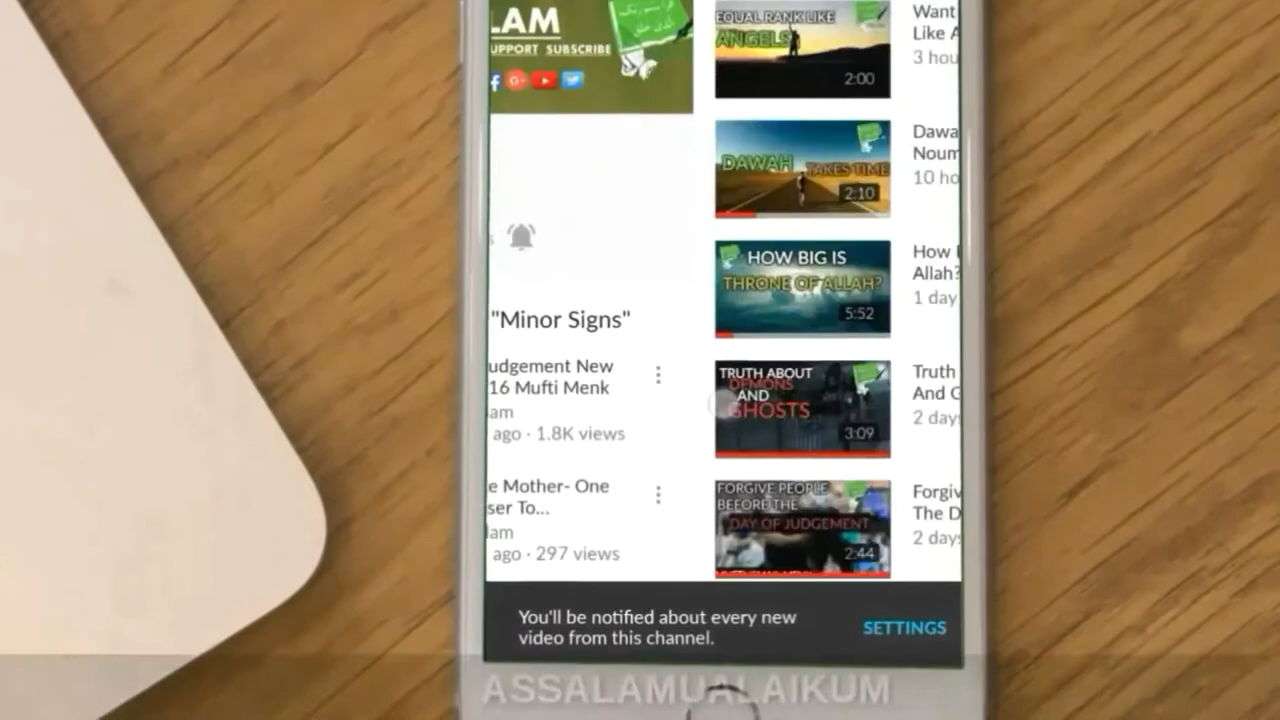 LAM
UPPORT SUBSCRIBE
"Minor Signs"
udgement New
16 Mufti Menk
am
ago · 1.8K views
e Mother- One
ser To...
lam
ago · 297 views
EQUAL RANK LIKE
ANGELS
2:00
Want
Like A
3 hou
DAWAH TAKES TIME
2:10
Dawa
Noum
10 ho
HOW BIG IS
THRONE OF ALLAH?
5:52
How
Allah?
1 day
TRUTH ABOUT
DEMONS
AND
GHOSTS
3:09
Truth
And G
2 days
FORGIVE PEOPLE
BEFORE THE
DAY OF JUDGEMENT
2:44
Forgiv
The D
2 days
You'll be notified about every new
video from this channel.
SETTINGS
ASSALAMUALAIKUM